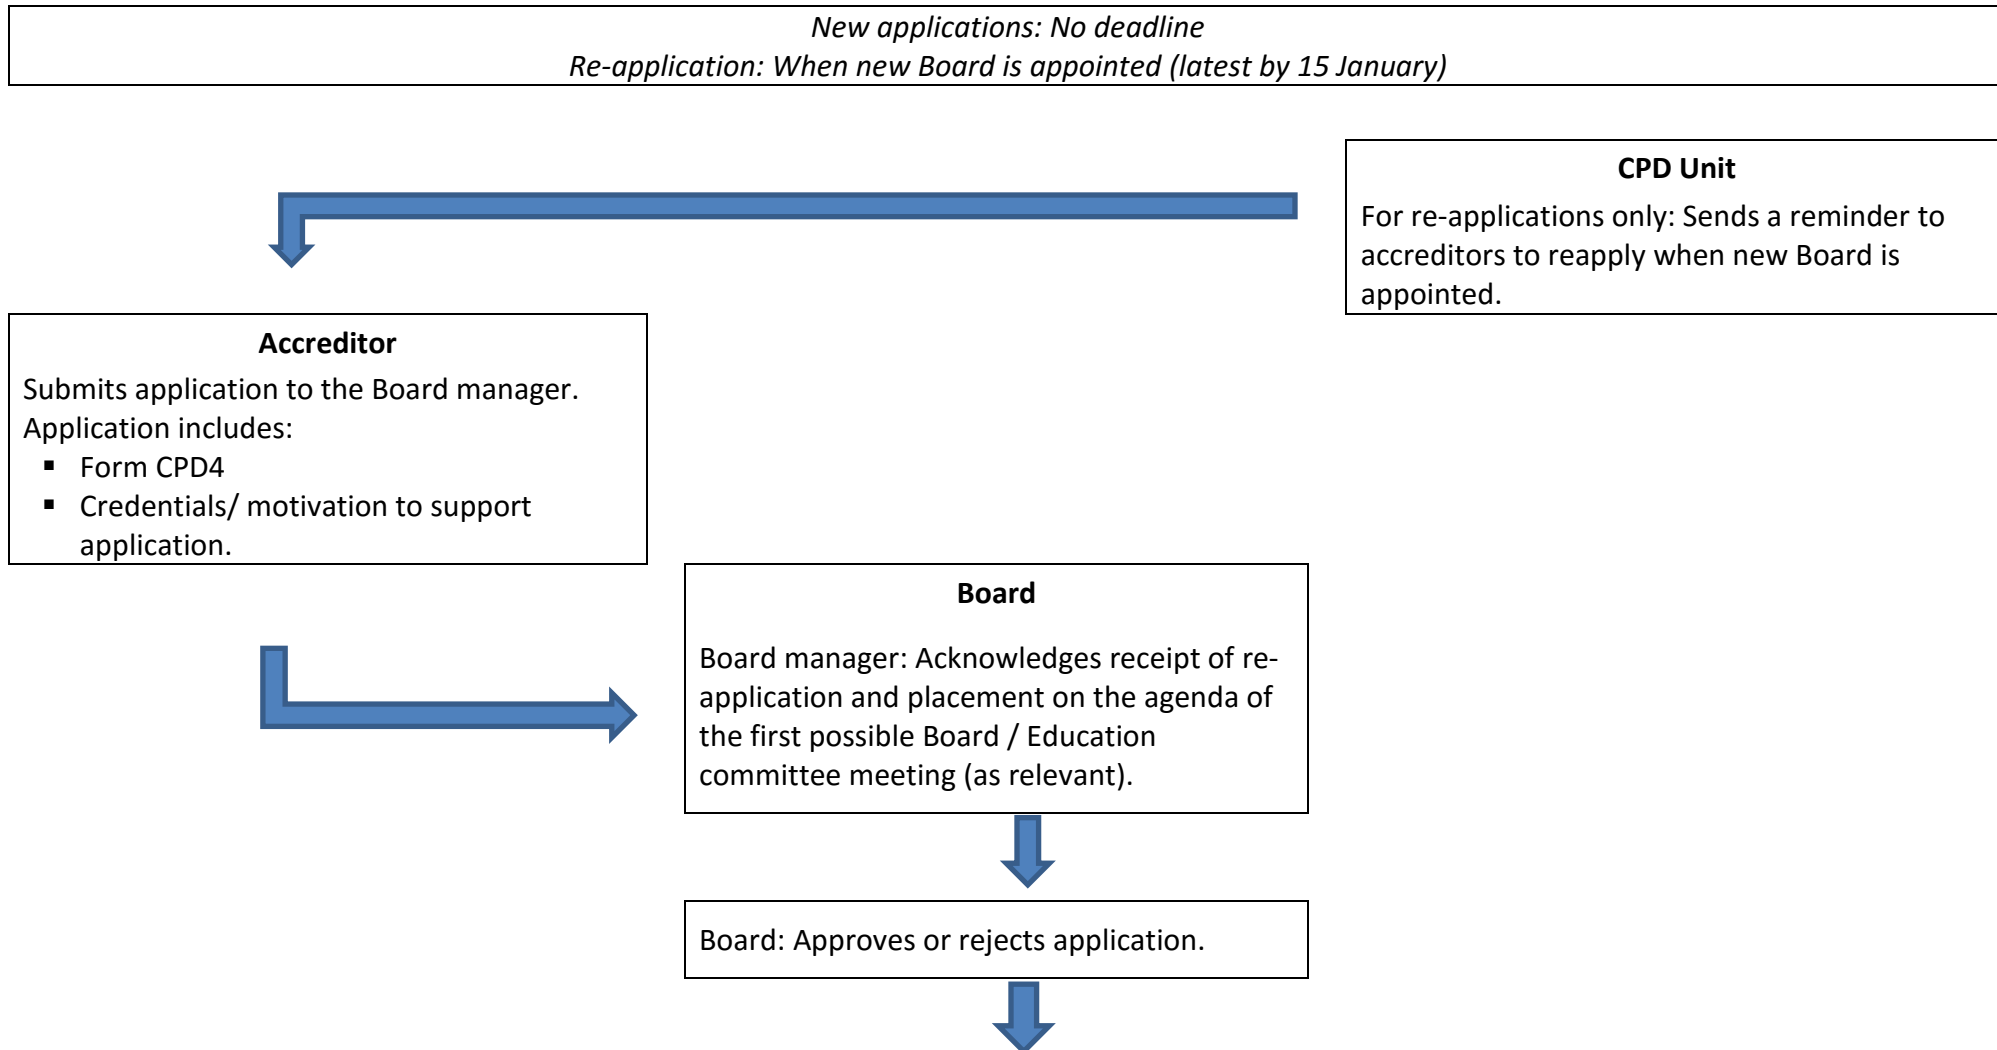 New applications: No deadline
Re-application: When new Board is appointed (latest by 15 January)
CPD Unit
For re-applications only: Sends a reminder to
accreditors to reapply when new Board is
appointed.
Accreditor
Submits application to the Board manager.
Application includes:
▪ Form CPD4
▪ Credentials/ motivation to support
application.
Board
Board manager: Acknowledges receipt of re-
application and placement on the agenda of
the first possible Board / Education
committee meeting (as relevant).
Board: Approves or rejects application.